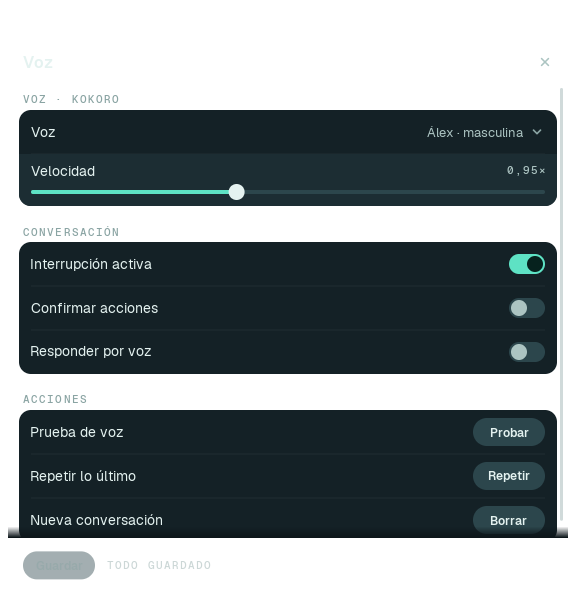 Voz
×
VOZ · KOKORO
Voz
Álex · masculina
Velocidad
0,95×
CONVERSACIÓN
Interrupción activa
Confirmar acciones
Responder por voz
ACCIONES
Prueba de voz
Probar
Repetir lo último
Repetir
Nueva conversación
Borrar
Guardar
TODO GUARDADO